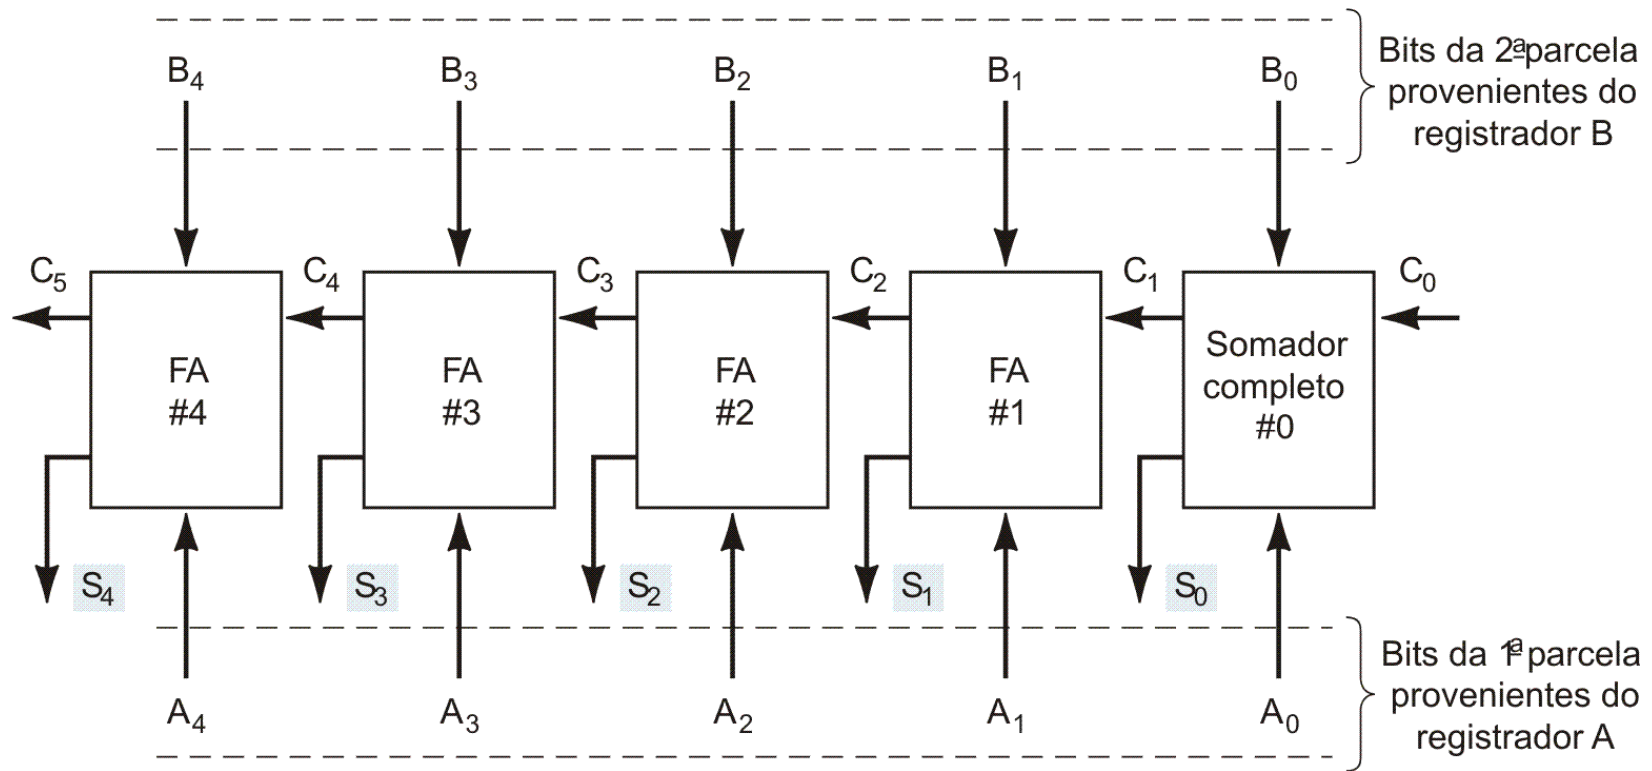 B4 B3 B2 B1 B0
Bits da 2ª parcela
provenientes do
registrador B
C5 C4 C3 C2 C1 C0
FA
#4
FA
#3
FA
#2
FA
#1
Somador
completo
#0
S4 S3 S2 S1 S0
A4 A3 A2 A1 A0
Bits da 1ª parcela
provenientes do
registrador A